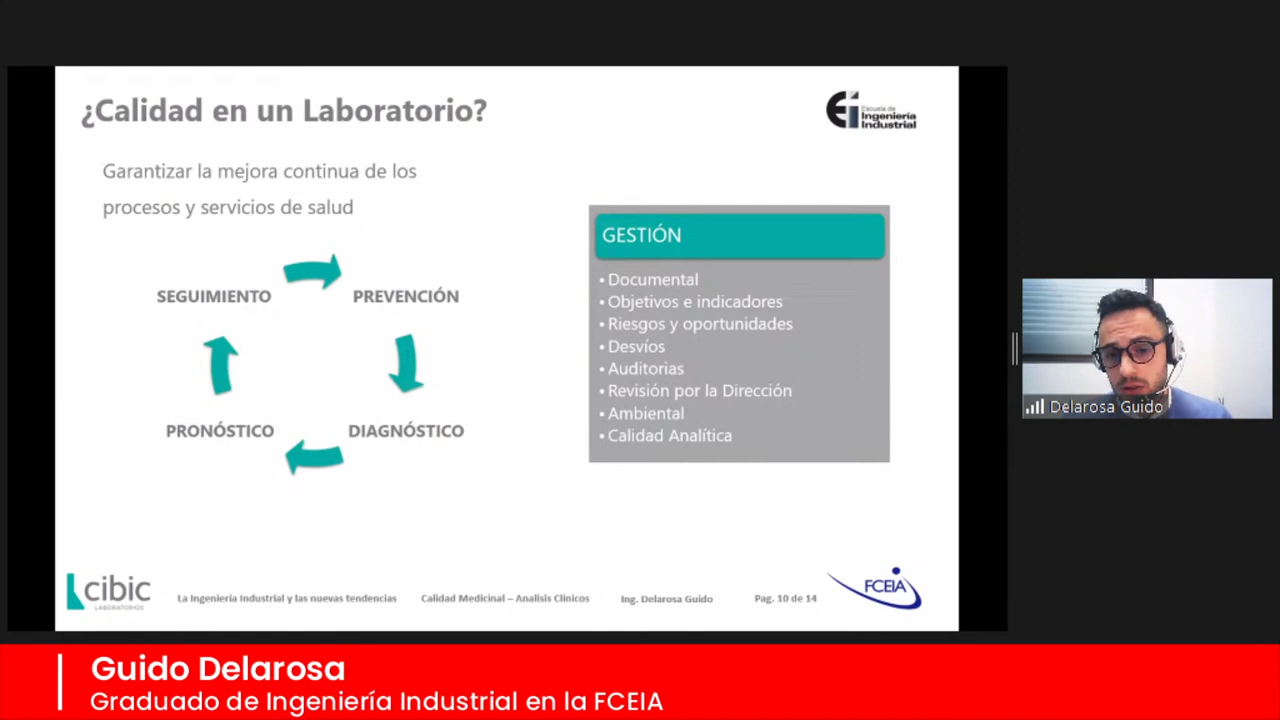 ¿Calidad en un Laboratorio?
Escuela de
Ingeniería
Industrial
Garantizar la mejora continua de los
procesos y servicios de salud
SEGUIMIENTO
PREVENCIÓN
PRONÓSTICO
DIAGNÓSTICO
GESTIÓN
• Documental
• Objetivos e indicadores
• Riesgos y oportunidades
• Desvíos
• Auditorias
• Revisión por la Dirección
• Ambiental
• Calidad Analítica
Delarosa Guido
cibic
LABORATORIOS
La Ingeniería Industrial y las nuevas tendencias
Calidad Medicinal – Analisis Clinicos
Ing. Delarosa Guido
Pag. 10 de 14
FCEIA
Guido Delarosa
Graduado de Ingeniería Industrial en la FCEIA